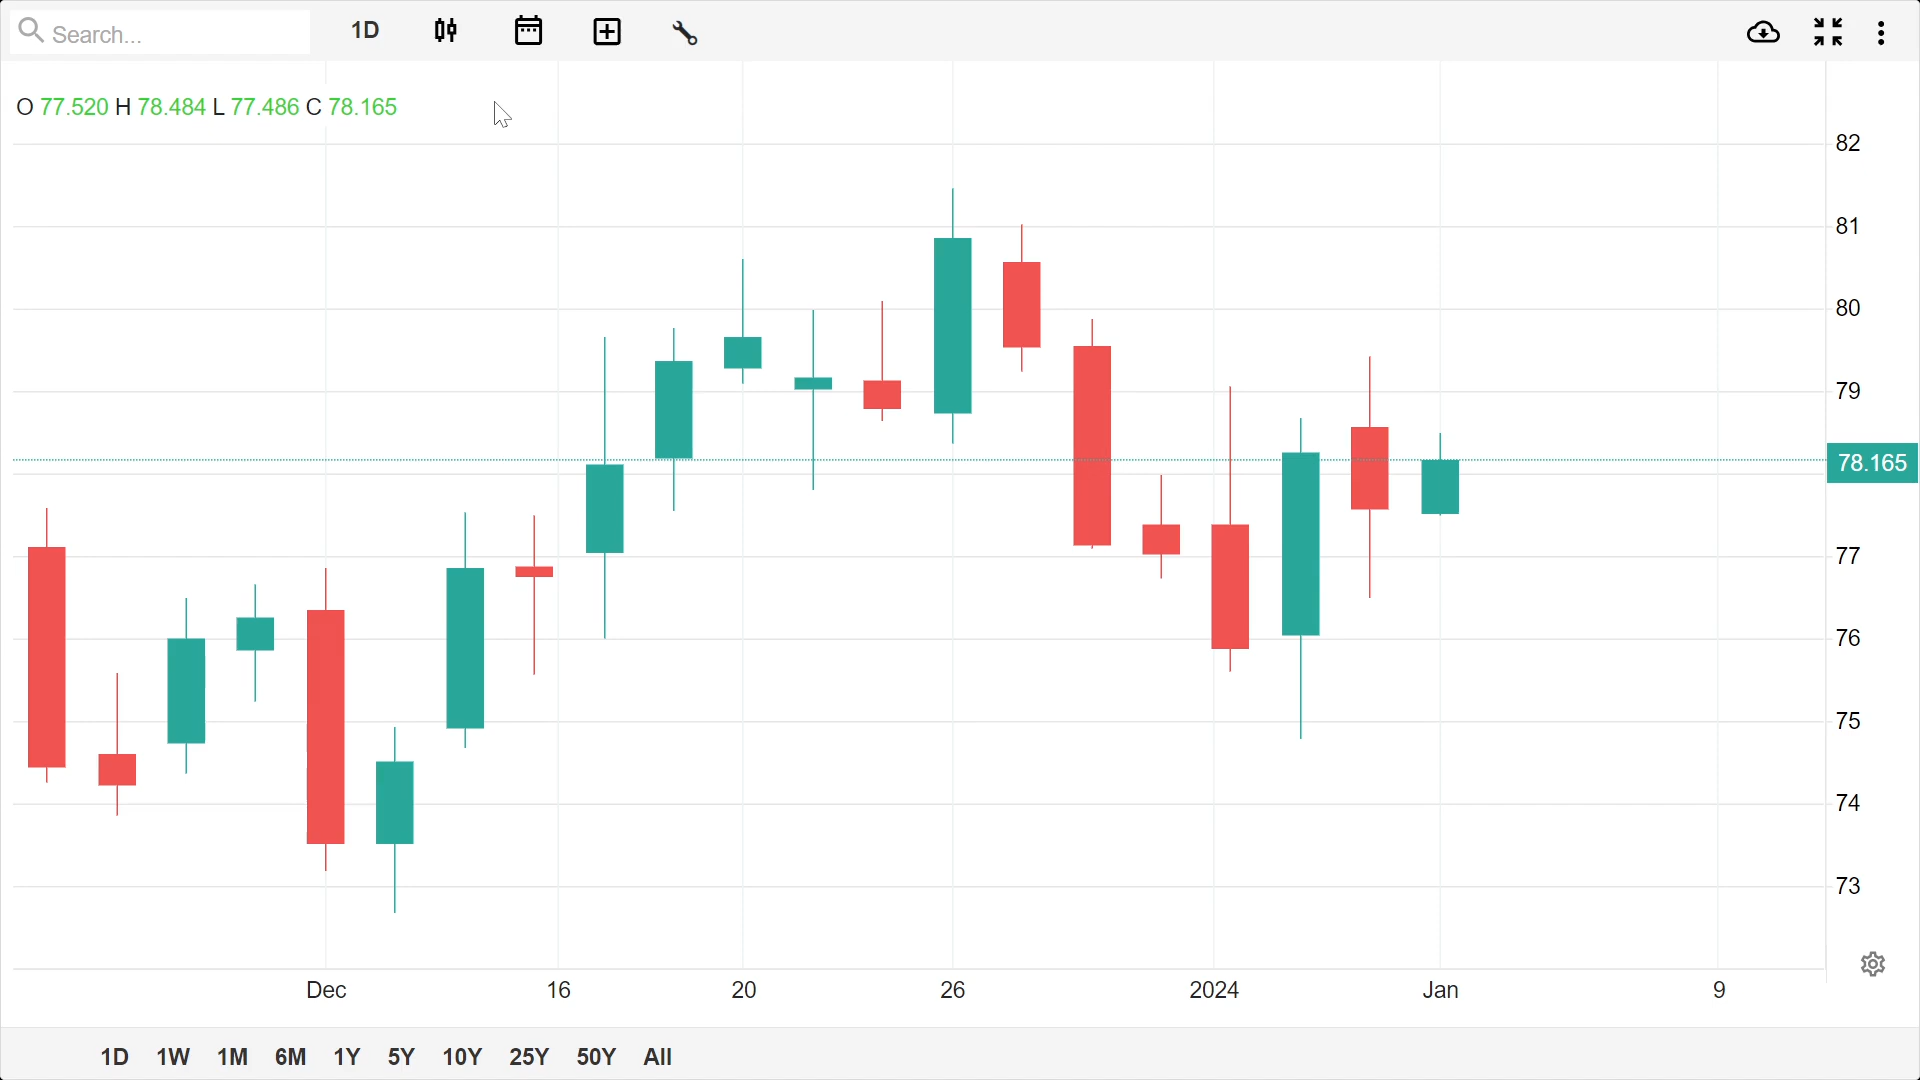 Search... 1D
O 77.520 H 78.484 L 77.486 C 78.165
82
81
80
79
78.165
77
76
75
74
73
Dec 16 20 26 2024 Jan 9
1D 1W 1M 6M 1Y 5Y 10Y 25Y 50Y All